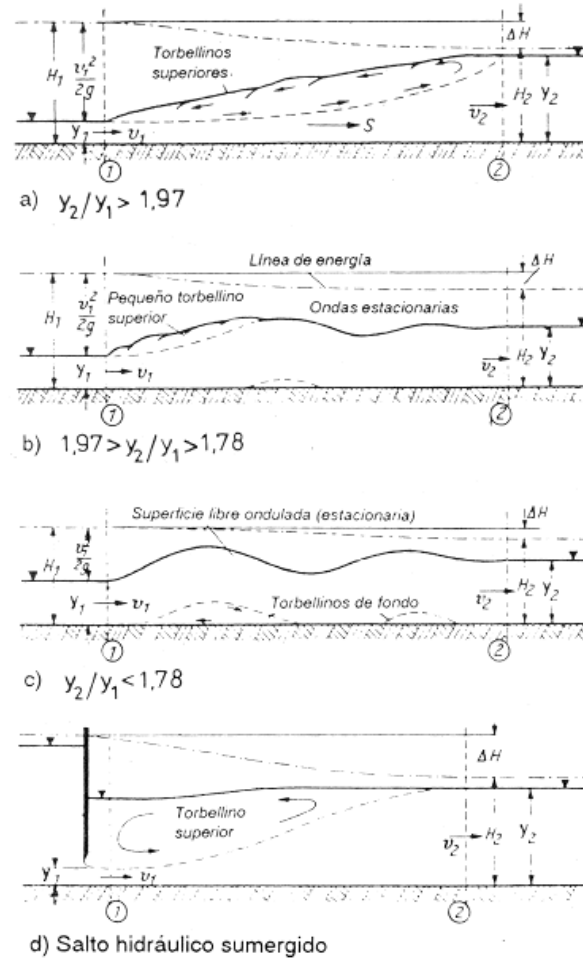 ΔH
H₁
v₁²/2g
Torbellinos
superiores
y₁
v₁
S
v₂
H₂
y₂
①
②
a) y₂/y₁ > 1,97
Línea de energía
ΔH
H₁
v₁²/2g
Pequeño torbellino
superior
Ondas estacionarias
y₁
v₁
v₂
H₂
y₂
①
②
b) 1,97 > y₂/y₁ > 1,78
Superficie libre ondulada (estacionaria)
ΔH
H₁
v₁²/2g
y₁
v₁
Torbellinos de fondo
v₂
H₂
y₂
①
②
c) y₂/y₁ < 1,78
ΔH
Torbellino
superior
y₁
v₁
v₂
H₂
y₂
①
②
d) Salto hidráulico sumergido